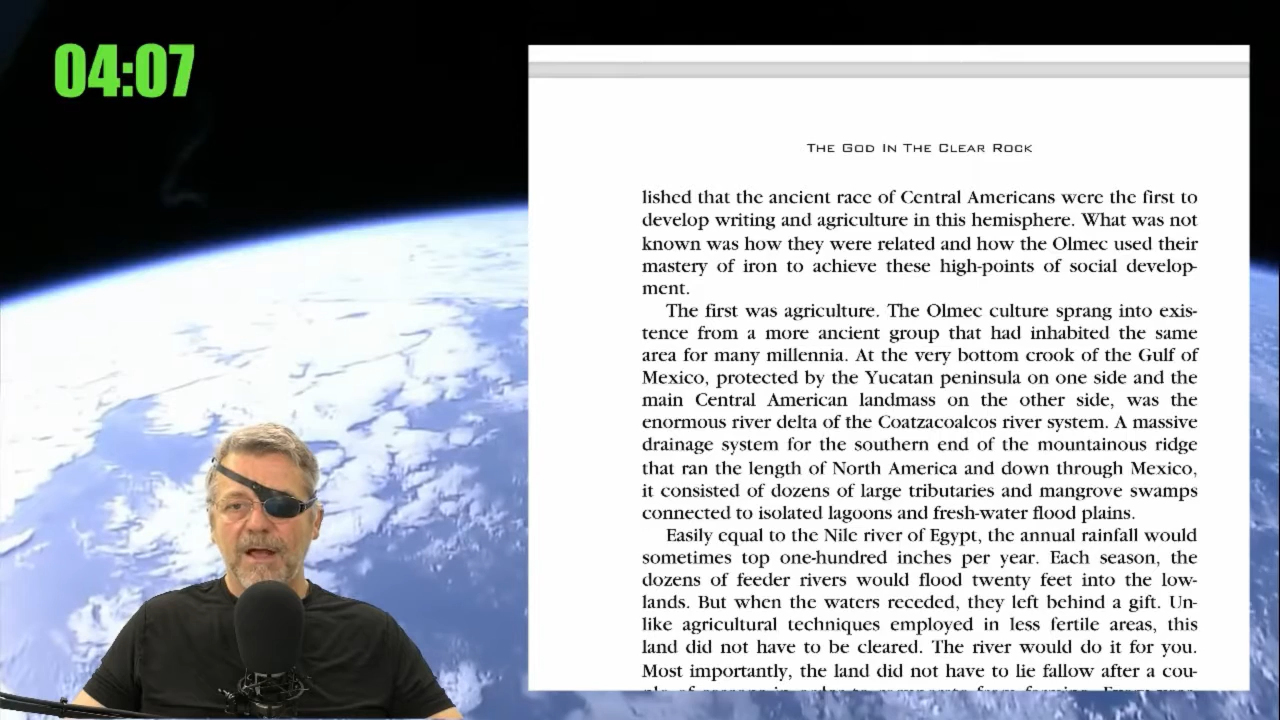 04:07
THE GOD IN THE CLEAR ROCK
lished that the ancient race of Central Americans were the first to
develop writing and agriculture in this hemisphere. What was not
known was how they were related and how the Olmec used their
mastery of iron to achieve these high-points of social develop-
ment.
The first was agriculture. The Olmec culture sprang into exis-
tence from a more ancient group that had inhabited the same
area for many millennia. At the very bottom crook of the Gulf of
Mexico, protected by the Yucatan peninsula on one side and the
main Central American landmass on the other side, was the
enormous river delta of the Coatzacoalcos river system. A massive
drainage system for the southern end of the mountainous ridge
that ran the length of North America and down through Mexico,
it consisted of dozens of large tributaries and mangrove swamps
connected to isolated lagoons and fresh-water flood plains.
Easily equal to the Nile river of Egypt, the annual rainfall would
sometimes top one-hundred inches per year. Each season, the
dozens of feeder rivers would flood twenty feet into the low-
lands. But when the waters receded, they left behind a gift. Un-
like agricultural techniques employed in less fertile areas, this
land did not have to be cleared. The river would do it for you.
Most importantly, the land did not have to lie fallow after a cou-